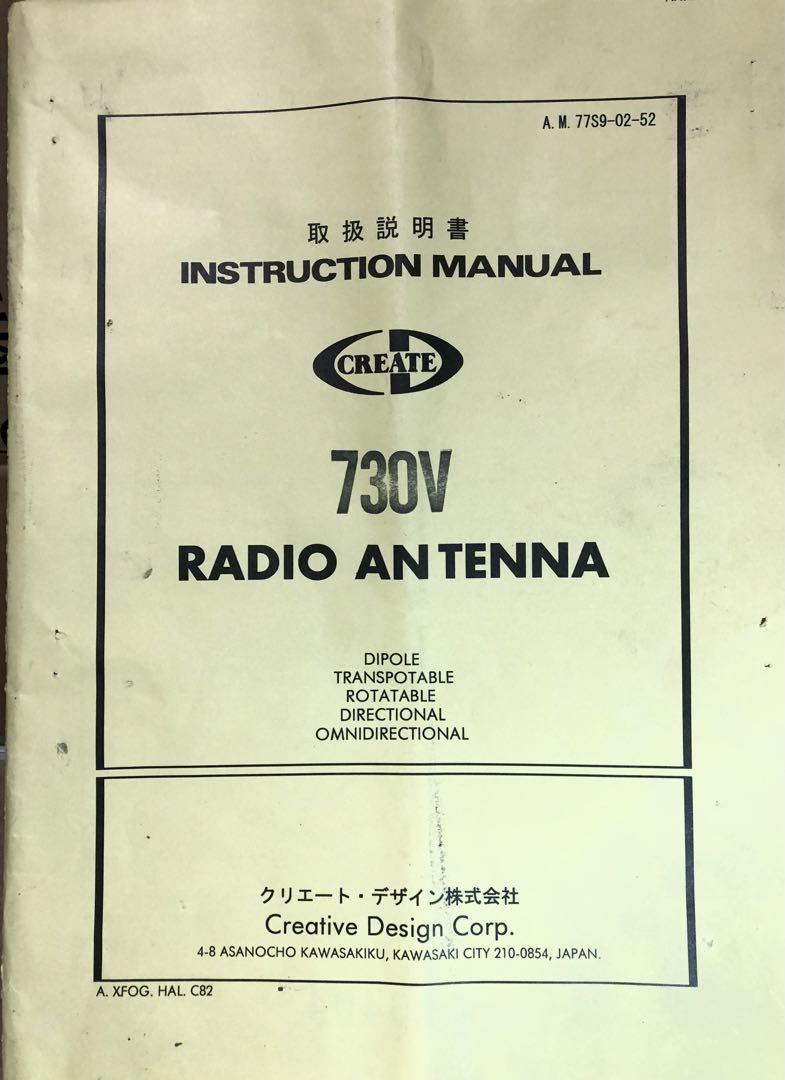 A.M. 77S9-02-52
取扱説明書
INSTRUCTION MANUAL
CREATE
730V
RADIO ANTENNA
DIPOLE
TRANSPOTABLE
ROTATABLE
DIRECTIONAL
OMNIDIRECTIONAL
クリエート・デザイン株式会社
Creative Design Corp.
4-8 ASANOCHO KAWASAKIKU, KAWASAKI CITY 210-0854, JAPAN.
A. XFOG. HAL. C82